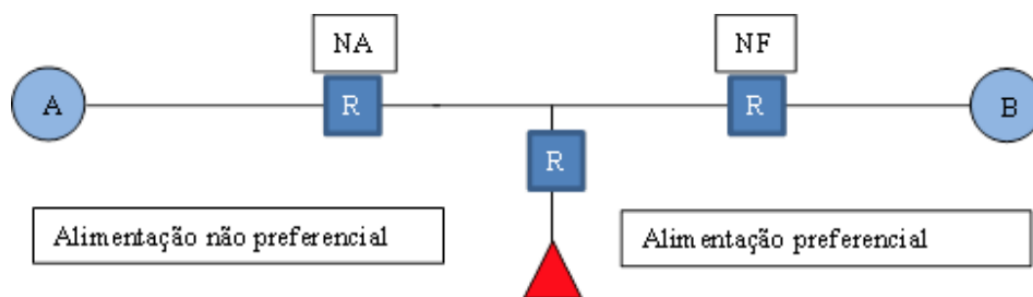 NA
NF
A
R
R
B
R
Alimentação não preferencial
Alimentação preferencial